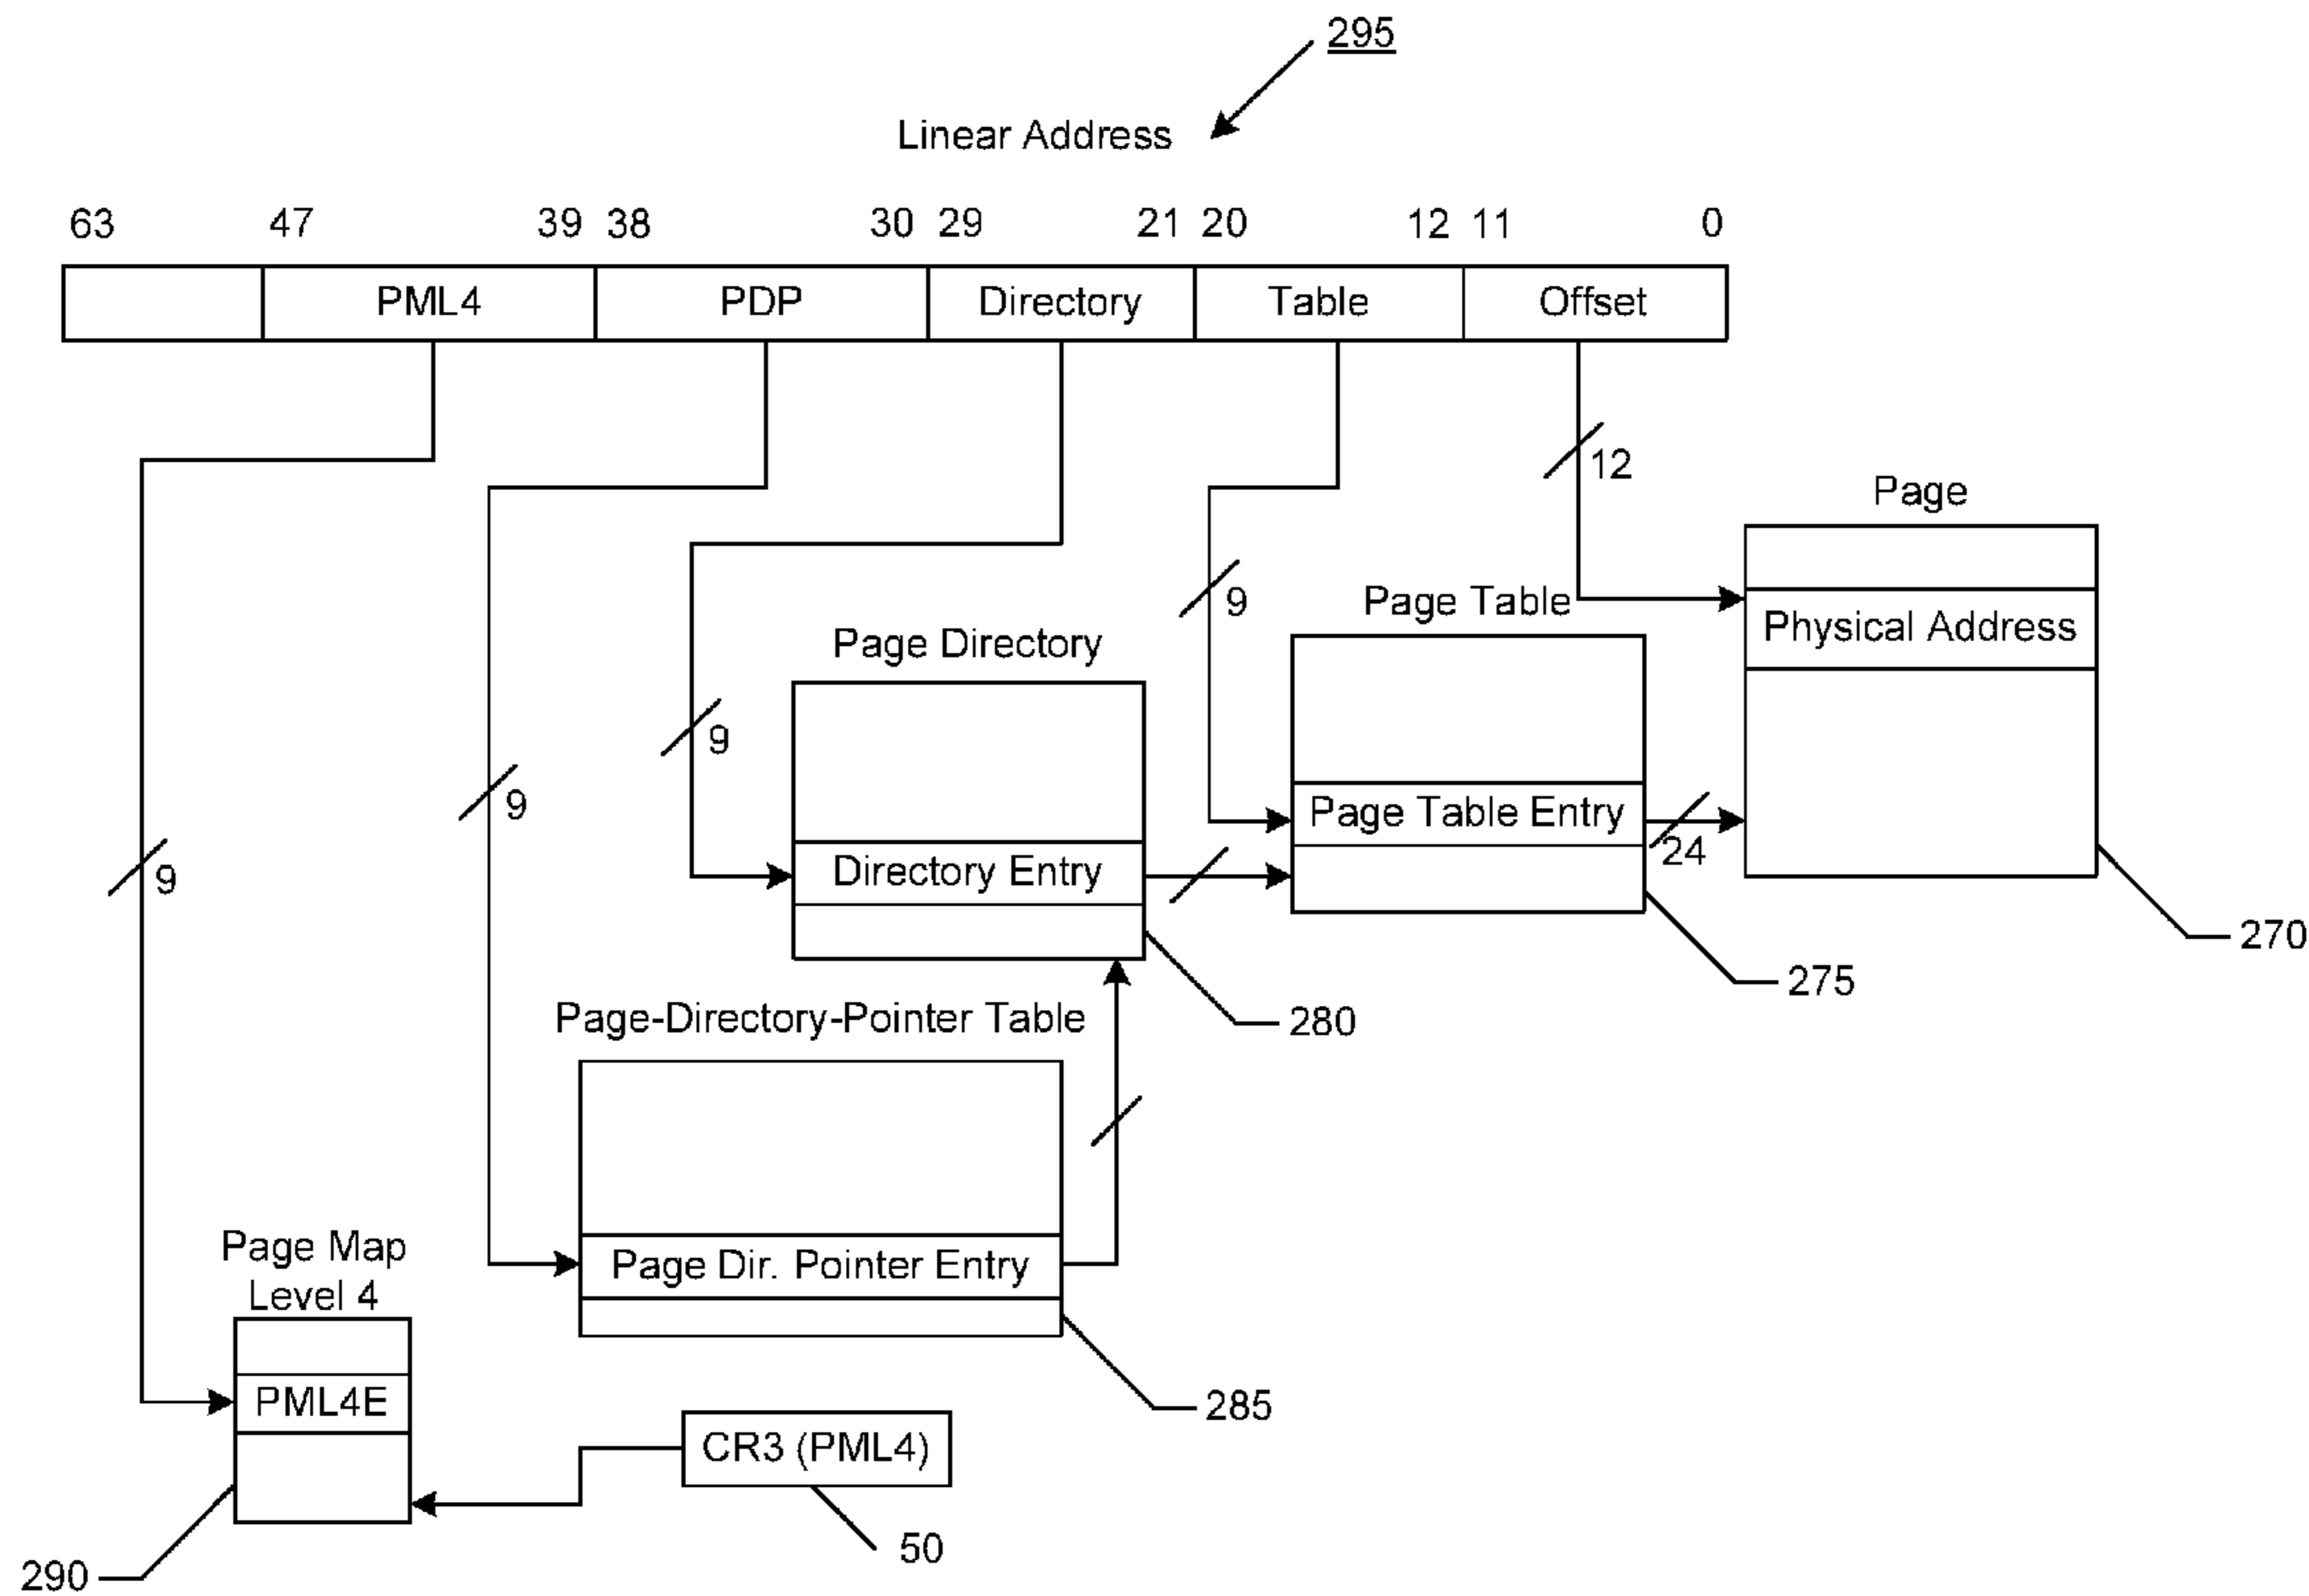 295
Linear Address
63 47 39 38 30 29 21 20 12 11 0
PML4 PDP Directory Table Offset
12
Page
9
Page Table
Physical Address
Page Directory
9
9
Page Table Entry
24
9
Directory Entry
270
275
Page-Directory-Pointer Table
280
Page Map
Level 4
Page Dir. Pointer Entry
PML4E
285
CR3 (PML4)
50
290